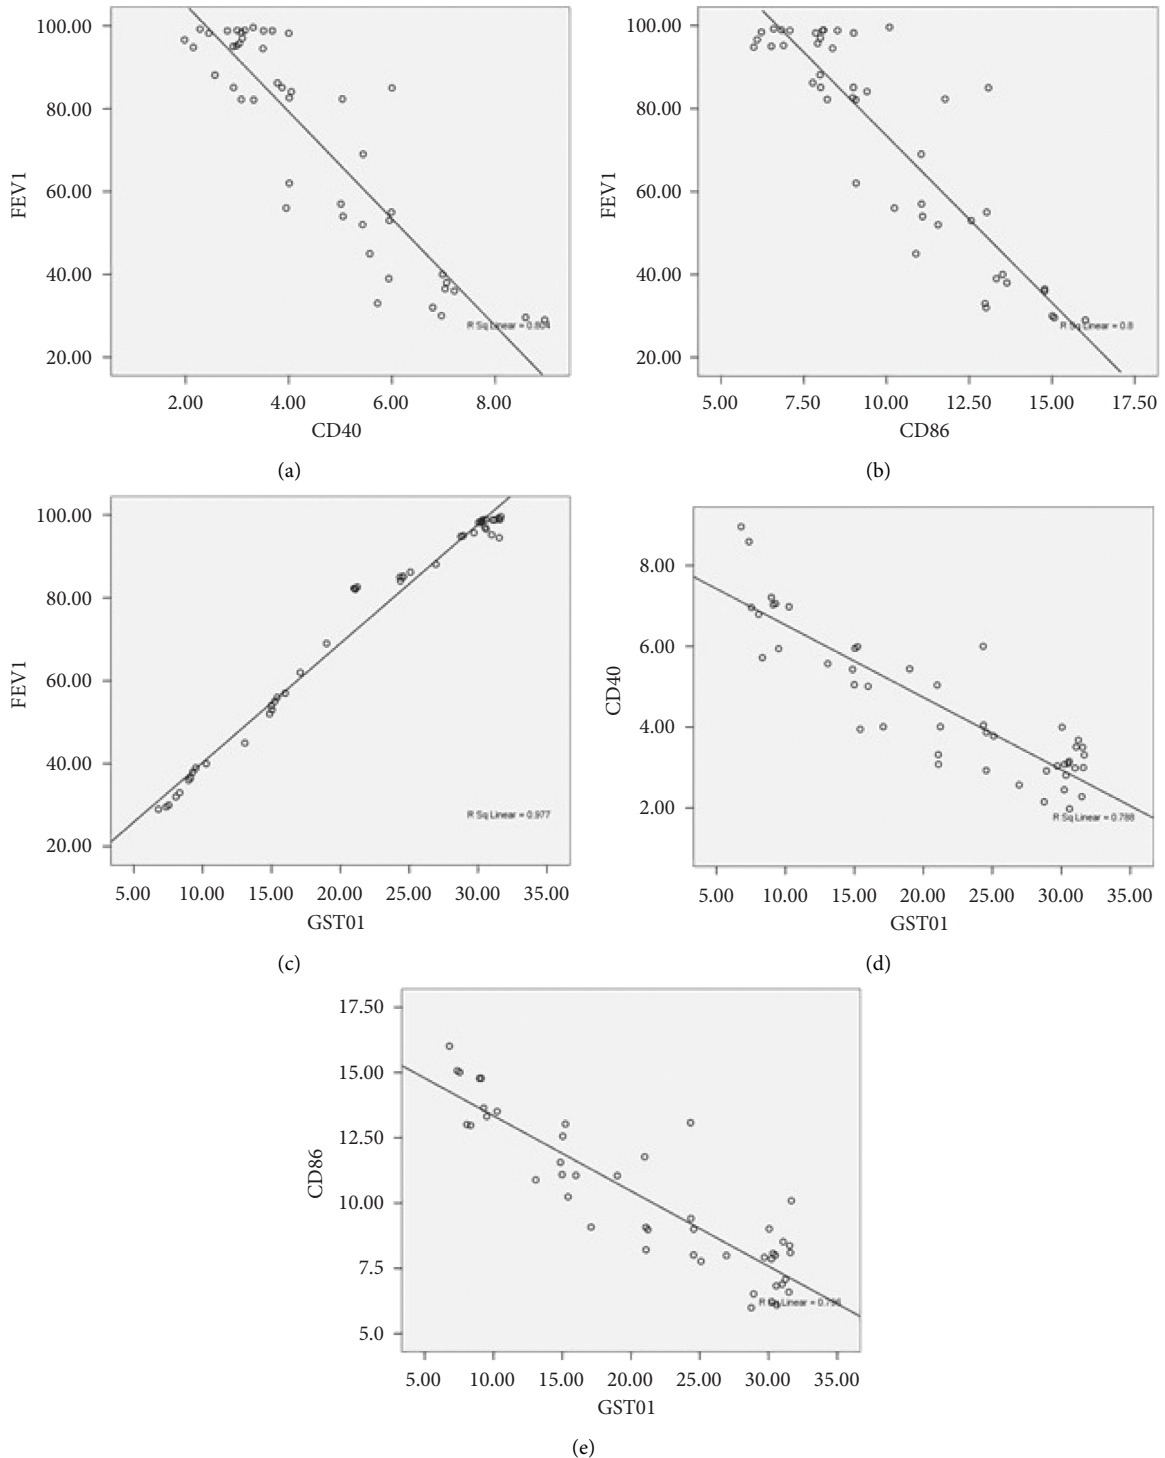 100.00
80.00
60.00
40.00
20.00
FEV1
R Sq Linear = 0.804
2.00 4.00 6.00 8.00
CD40
(a)
100.00
80.00
60.00
40.00
20.00
FEV1
R Sq Linear = 0.8
5.00 7.50 10.00 12.50 15.00 17.50
CD86
(b)
100.00
80.00
60.00
40.00
20.00
FEV1
R Sq Linear = 0.977
5.00 10.00 15.00 20.00 25.00 30.00 35.00
GST01
(c)
8.00
6.00
4.00
2.00
CD40
R Sq Linear = 0.788
5.00 10.00 15.00 20.00 25.00 30.00 35.00
GST01
(d)
17.50
15.00
12.50
10.00
7.5
5.0
CD86
R Sq Linear = 0.796
5.00 10.00 15.00 20.00 25.00 30.00 35.00
GST01
(e)